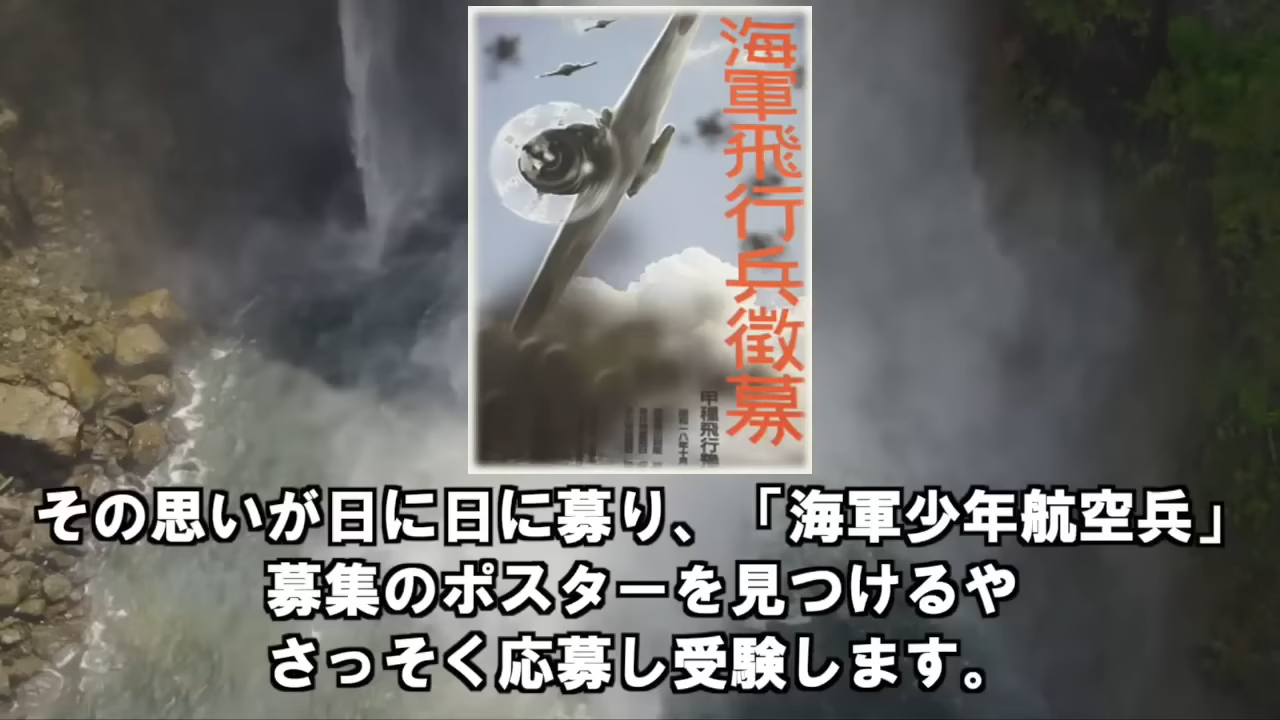 海軍飛行兵徴募
甲種飛行
その思いが日に日に募り、「海軍少年航空兵」
募集のポスターを見つけるや
さっそく応募し受験します。